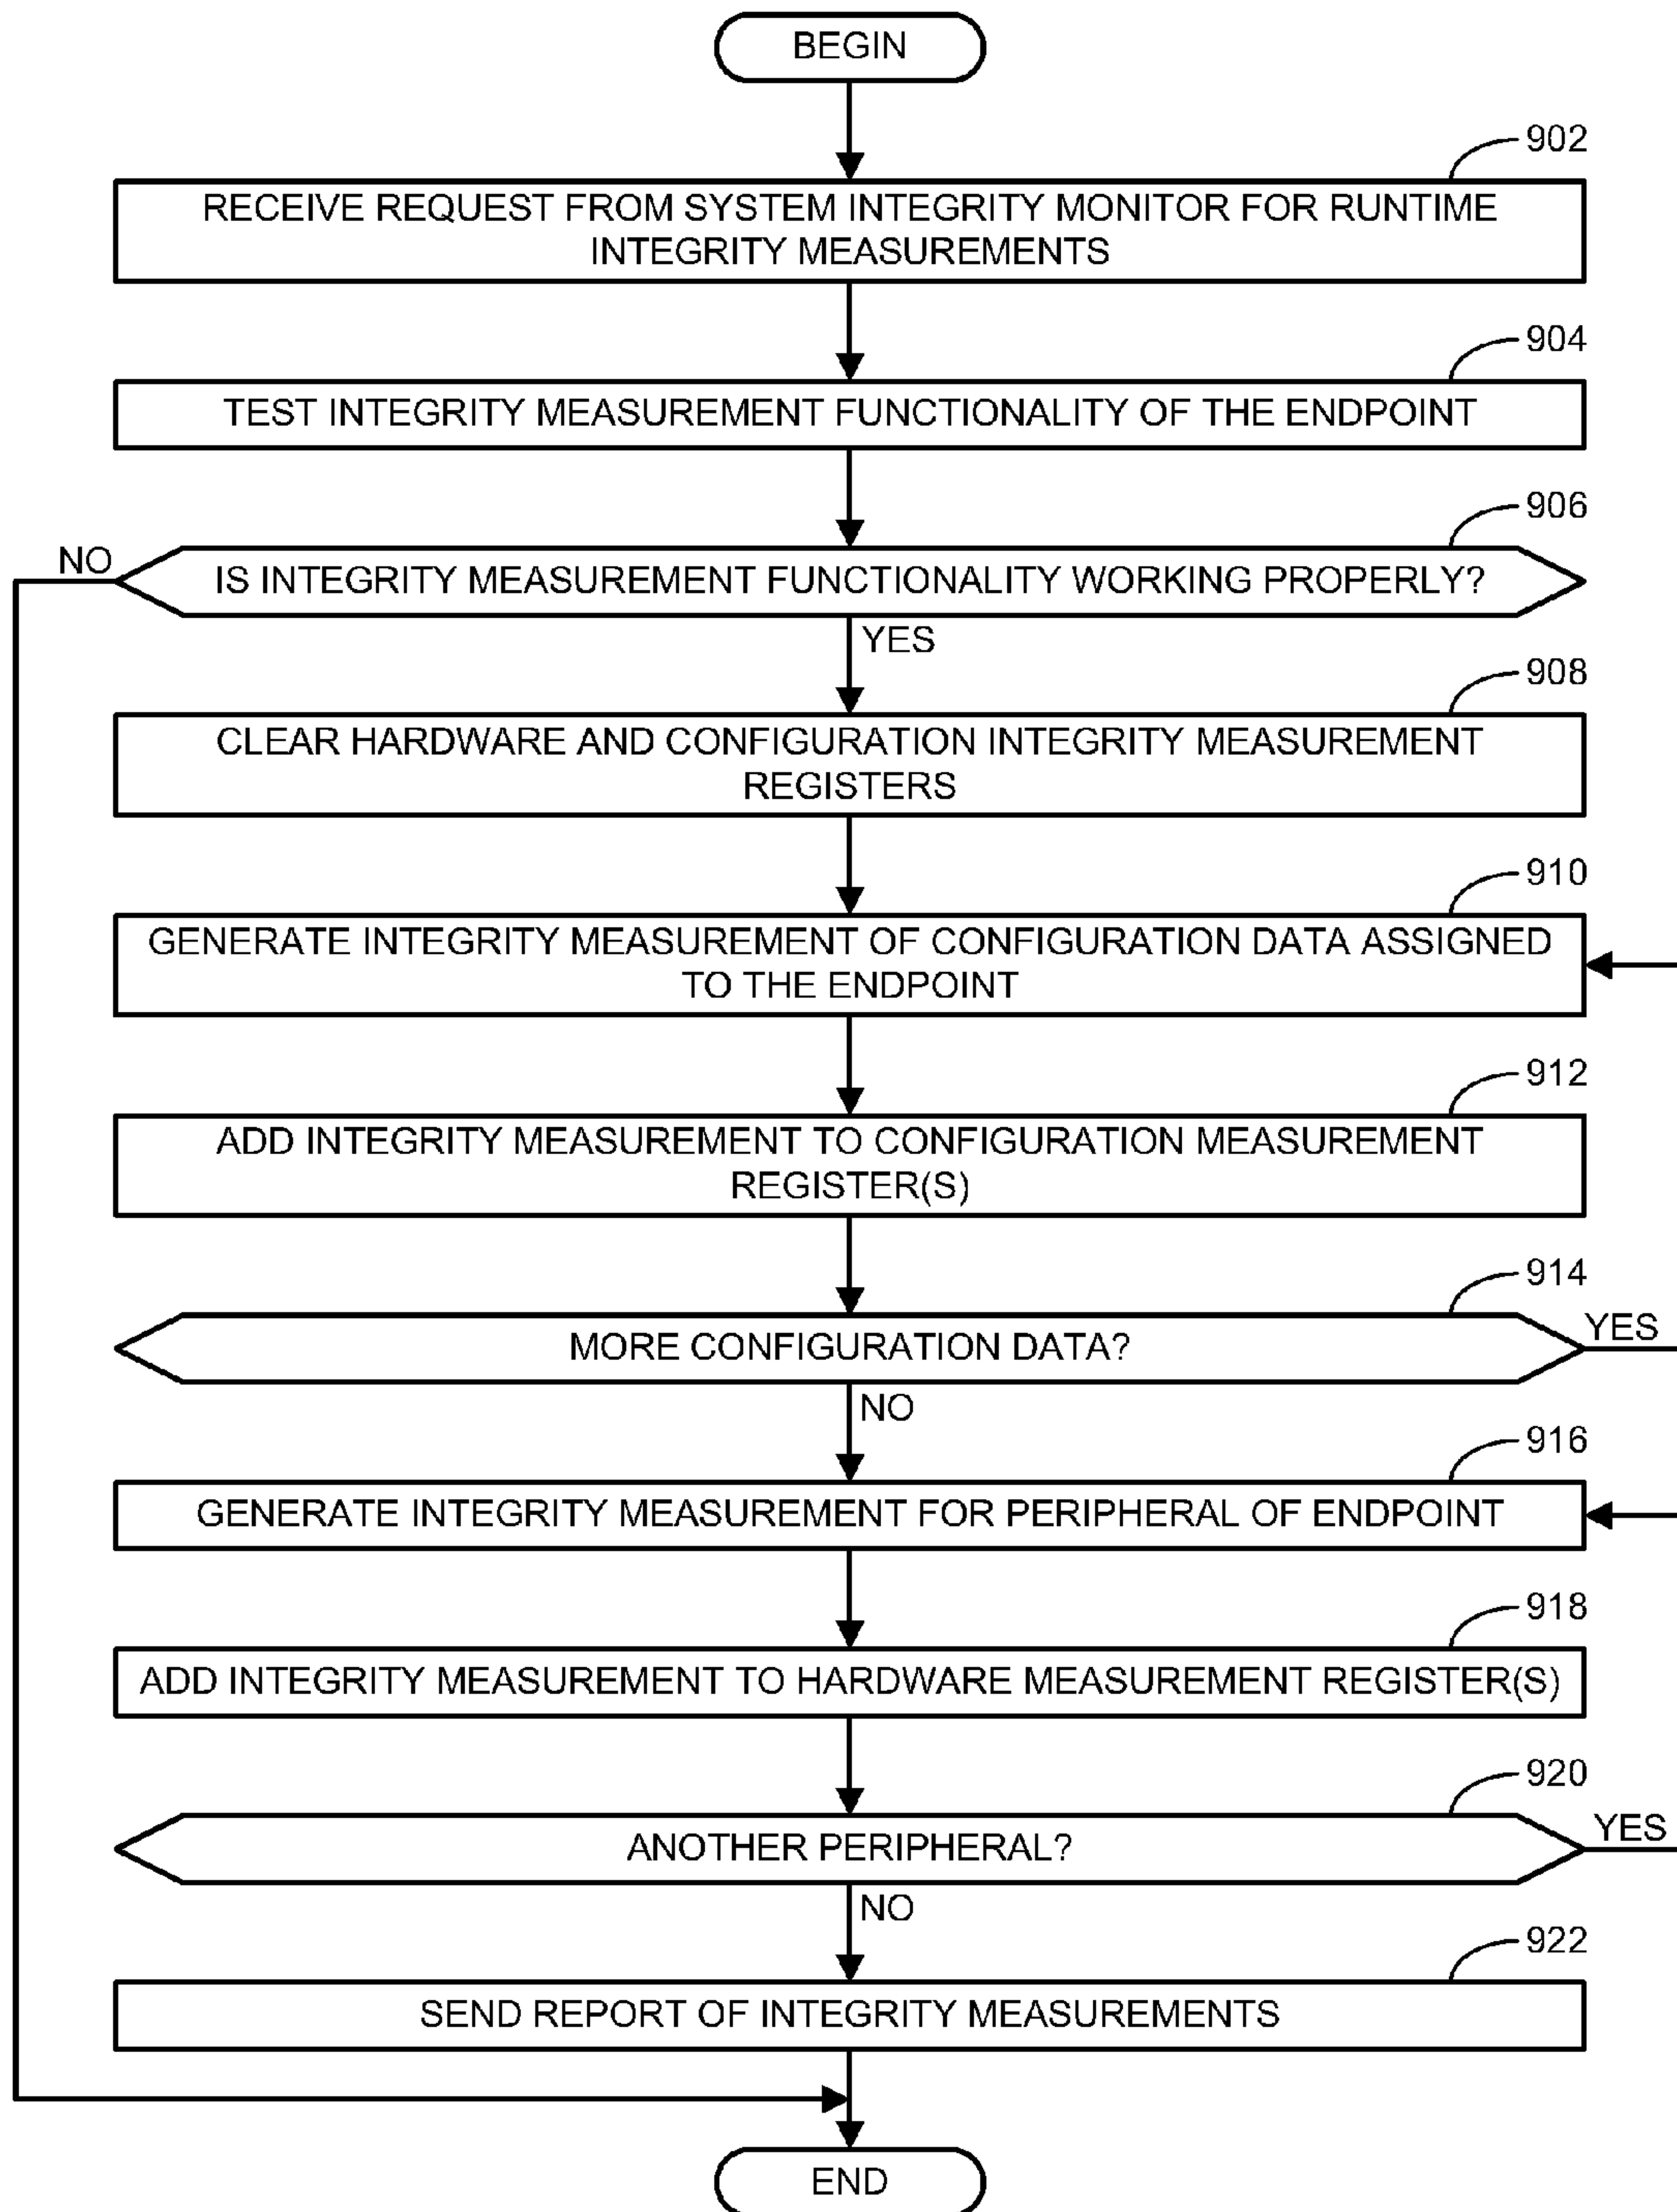 BEGIN
902
RECEIVE REQUEST FROM SYSTEM INTEGRITY MONITOR FOR RUNTIME
INTEGRITY MEASUREMENTS
904
TEST INTEGRITY MEASUREMENT FUNCTIONALITY OF THE ENDPOINT
906
NO
IS INTEGRITY MEASUREMENT FUNCTIONALITY WORKING PROPERLY?
YES
908
CLEAR HARDWARE AND CONFIGURATION INTEGRITY MEASUREMENT
REGISTERS
910
GENERATE INTEGRITY MEASUREMENT OF CONFIGURATION DATA ASSIGNED
TO THE ENDPOINT
912
ADD INTEGRITY MEASUREMENT TO CONFIGURATION MEASUREMENT
REGISTER(S)
914
MORE CONFIGURATION DATA?
YES
NO
916
GENERATE INTEGRITY MEASUREMENT FOR PERIPHERAL OF ENDPOINT
918
ADD INTEGRITY MEASUREMENT TO HARDWARE MEASUREMENT REGISTER(S)
920
ANOTHER PERIPHERAL?
YES
NO
922
SEND REPORT OF INTEGRITY MEASUREMENTS
END